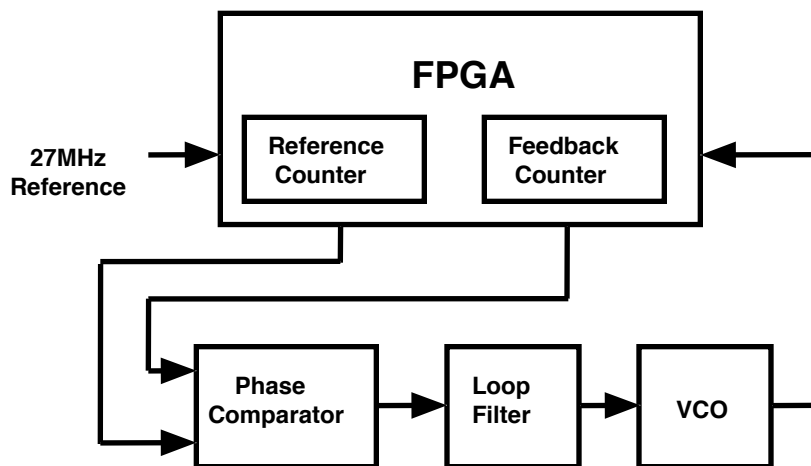 FPGA
Reference
Counter
Feedback
Counter
27MHz
Reference
Phase
Comparator
Loop
Filter
VCO